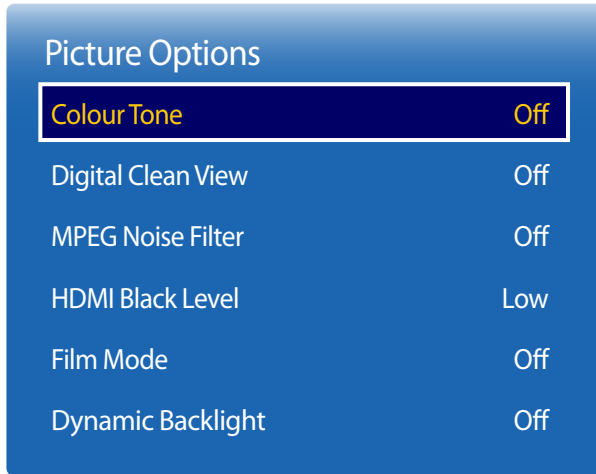 Picture Options
Colour Tone Off
Digital Clean View Off
MPEG Noise Filter Off
HDMI Black Level Low
Film Mode Off
Dynamic Backlight Off